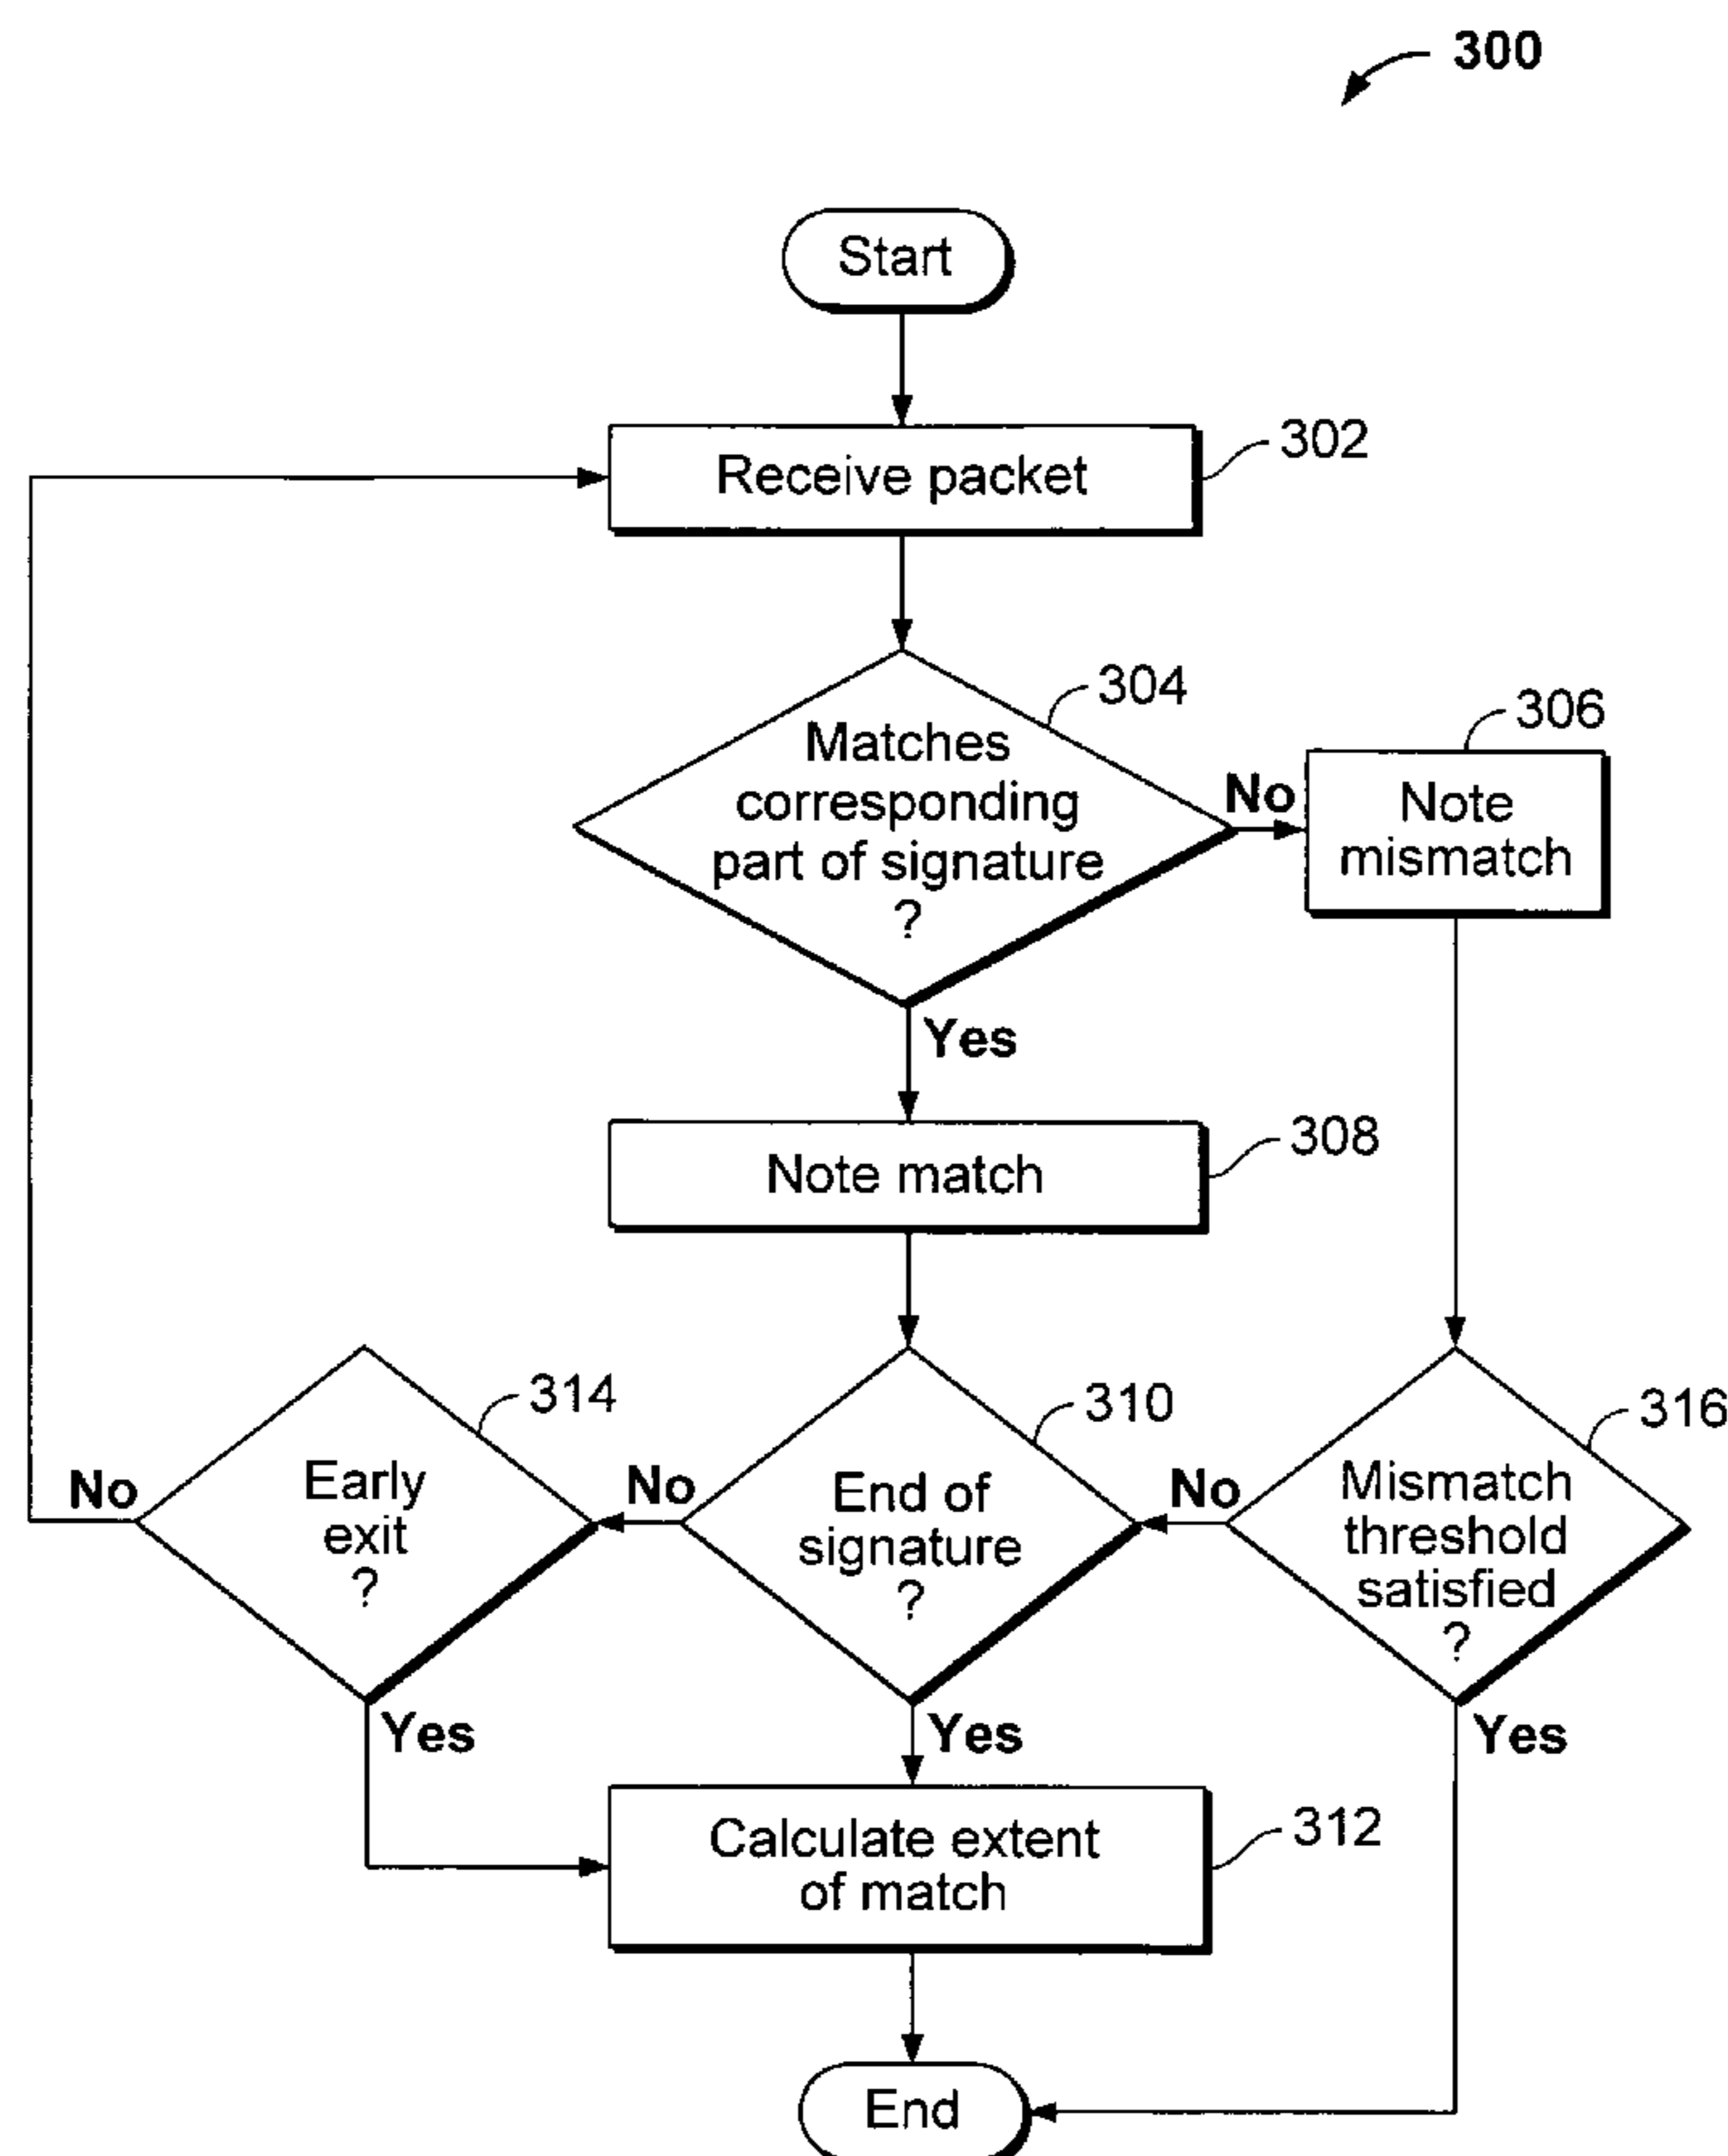 300
Start
Receive packet
302
304
Matches
corresponding
part of signature
?
No
306
Note
mismatch
Yes
Note match
308
314
Early
exit
?
No
No
310
End of
signature
?
No
316
Mismatch
threshold
satisfied
?
Yes
Yes
Yes
Calculate extent
of match
312
End